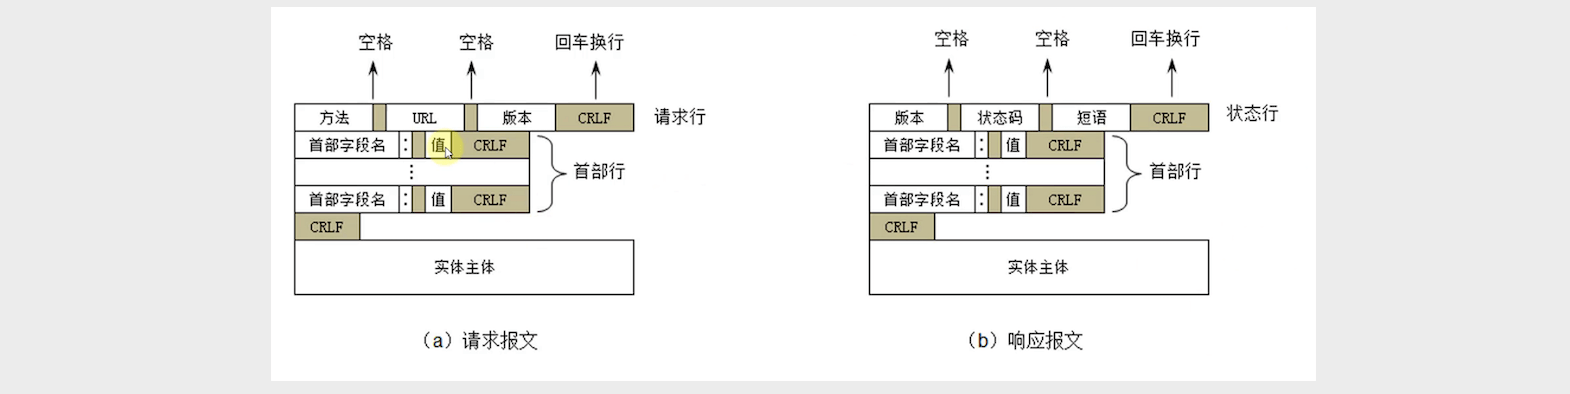 空格 空格 回车换行
方法 URL 版本 CRLF 请求行
首部字段名 : 值 CRLF
⋮ 首部行
首部字段名 : 值 CRLF
CRLF
实体主体
（a）请求报文
空格 空格 回车换行
版本 状态码 短语 CRLF 状态行
首部字段名 : 值 CRLF
⋮ 首部行
首部字段名 : 值 CRLF
CRLF
实体主体
（b）响应报文